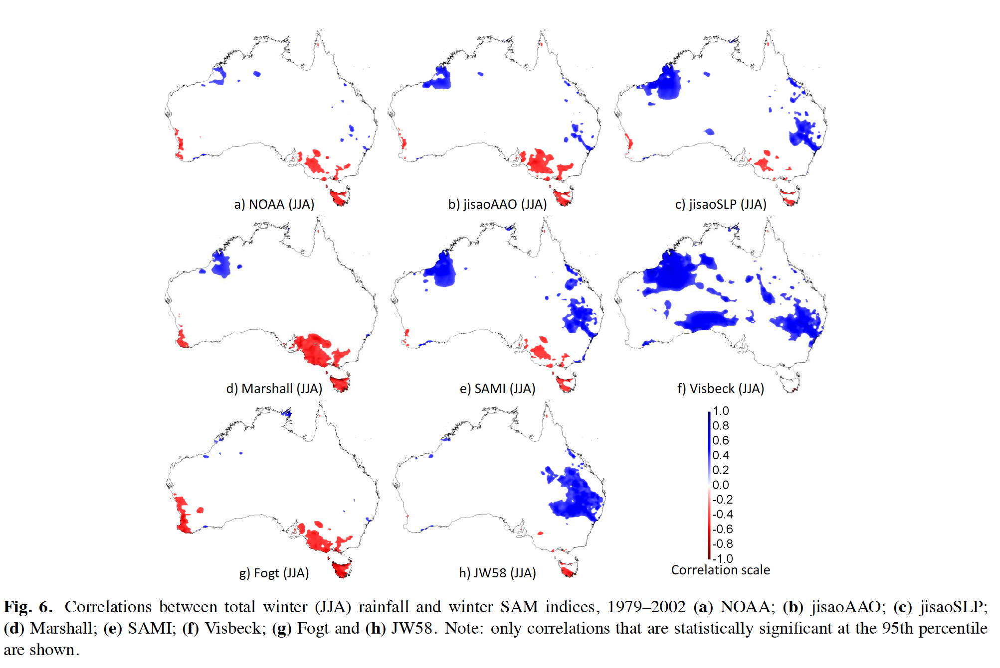 a) NOAA (JJA)
b) jisaoAAO (JJA)
c) jisaoSLP (JJA)
d) Marshall (JJA)
e) SAMI (JJA)
f) Visbeck (JJA)
g) Fogt (JJA)
h) JW58 (JJA)
1.0
0.8
0.6
0.4
0.2
0.0
-0.2
-0.4
-0.6
-0.8
-1.0
Correlation scale
Fig. 6. Correlations between total winter (JJA) rainfall and winter SAM indices, 1979–2002 (a) NOAA; (b) jisaoAAO; (c) jisaoSLP;
(d) Marshall; (e) SAMI; (f) Visbeck; (g) Fogt and (h) JW58. Note: only correlations that are statistically significant at the 95th percentile
are shown.